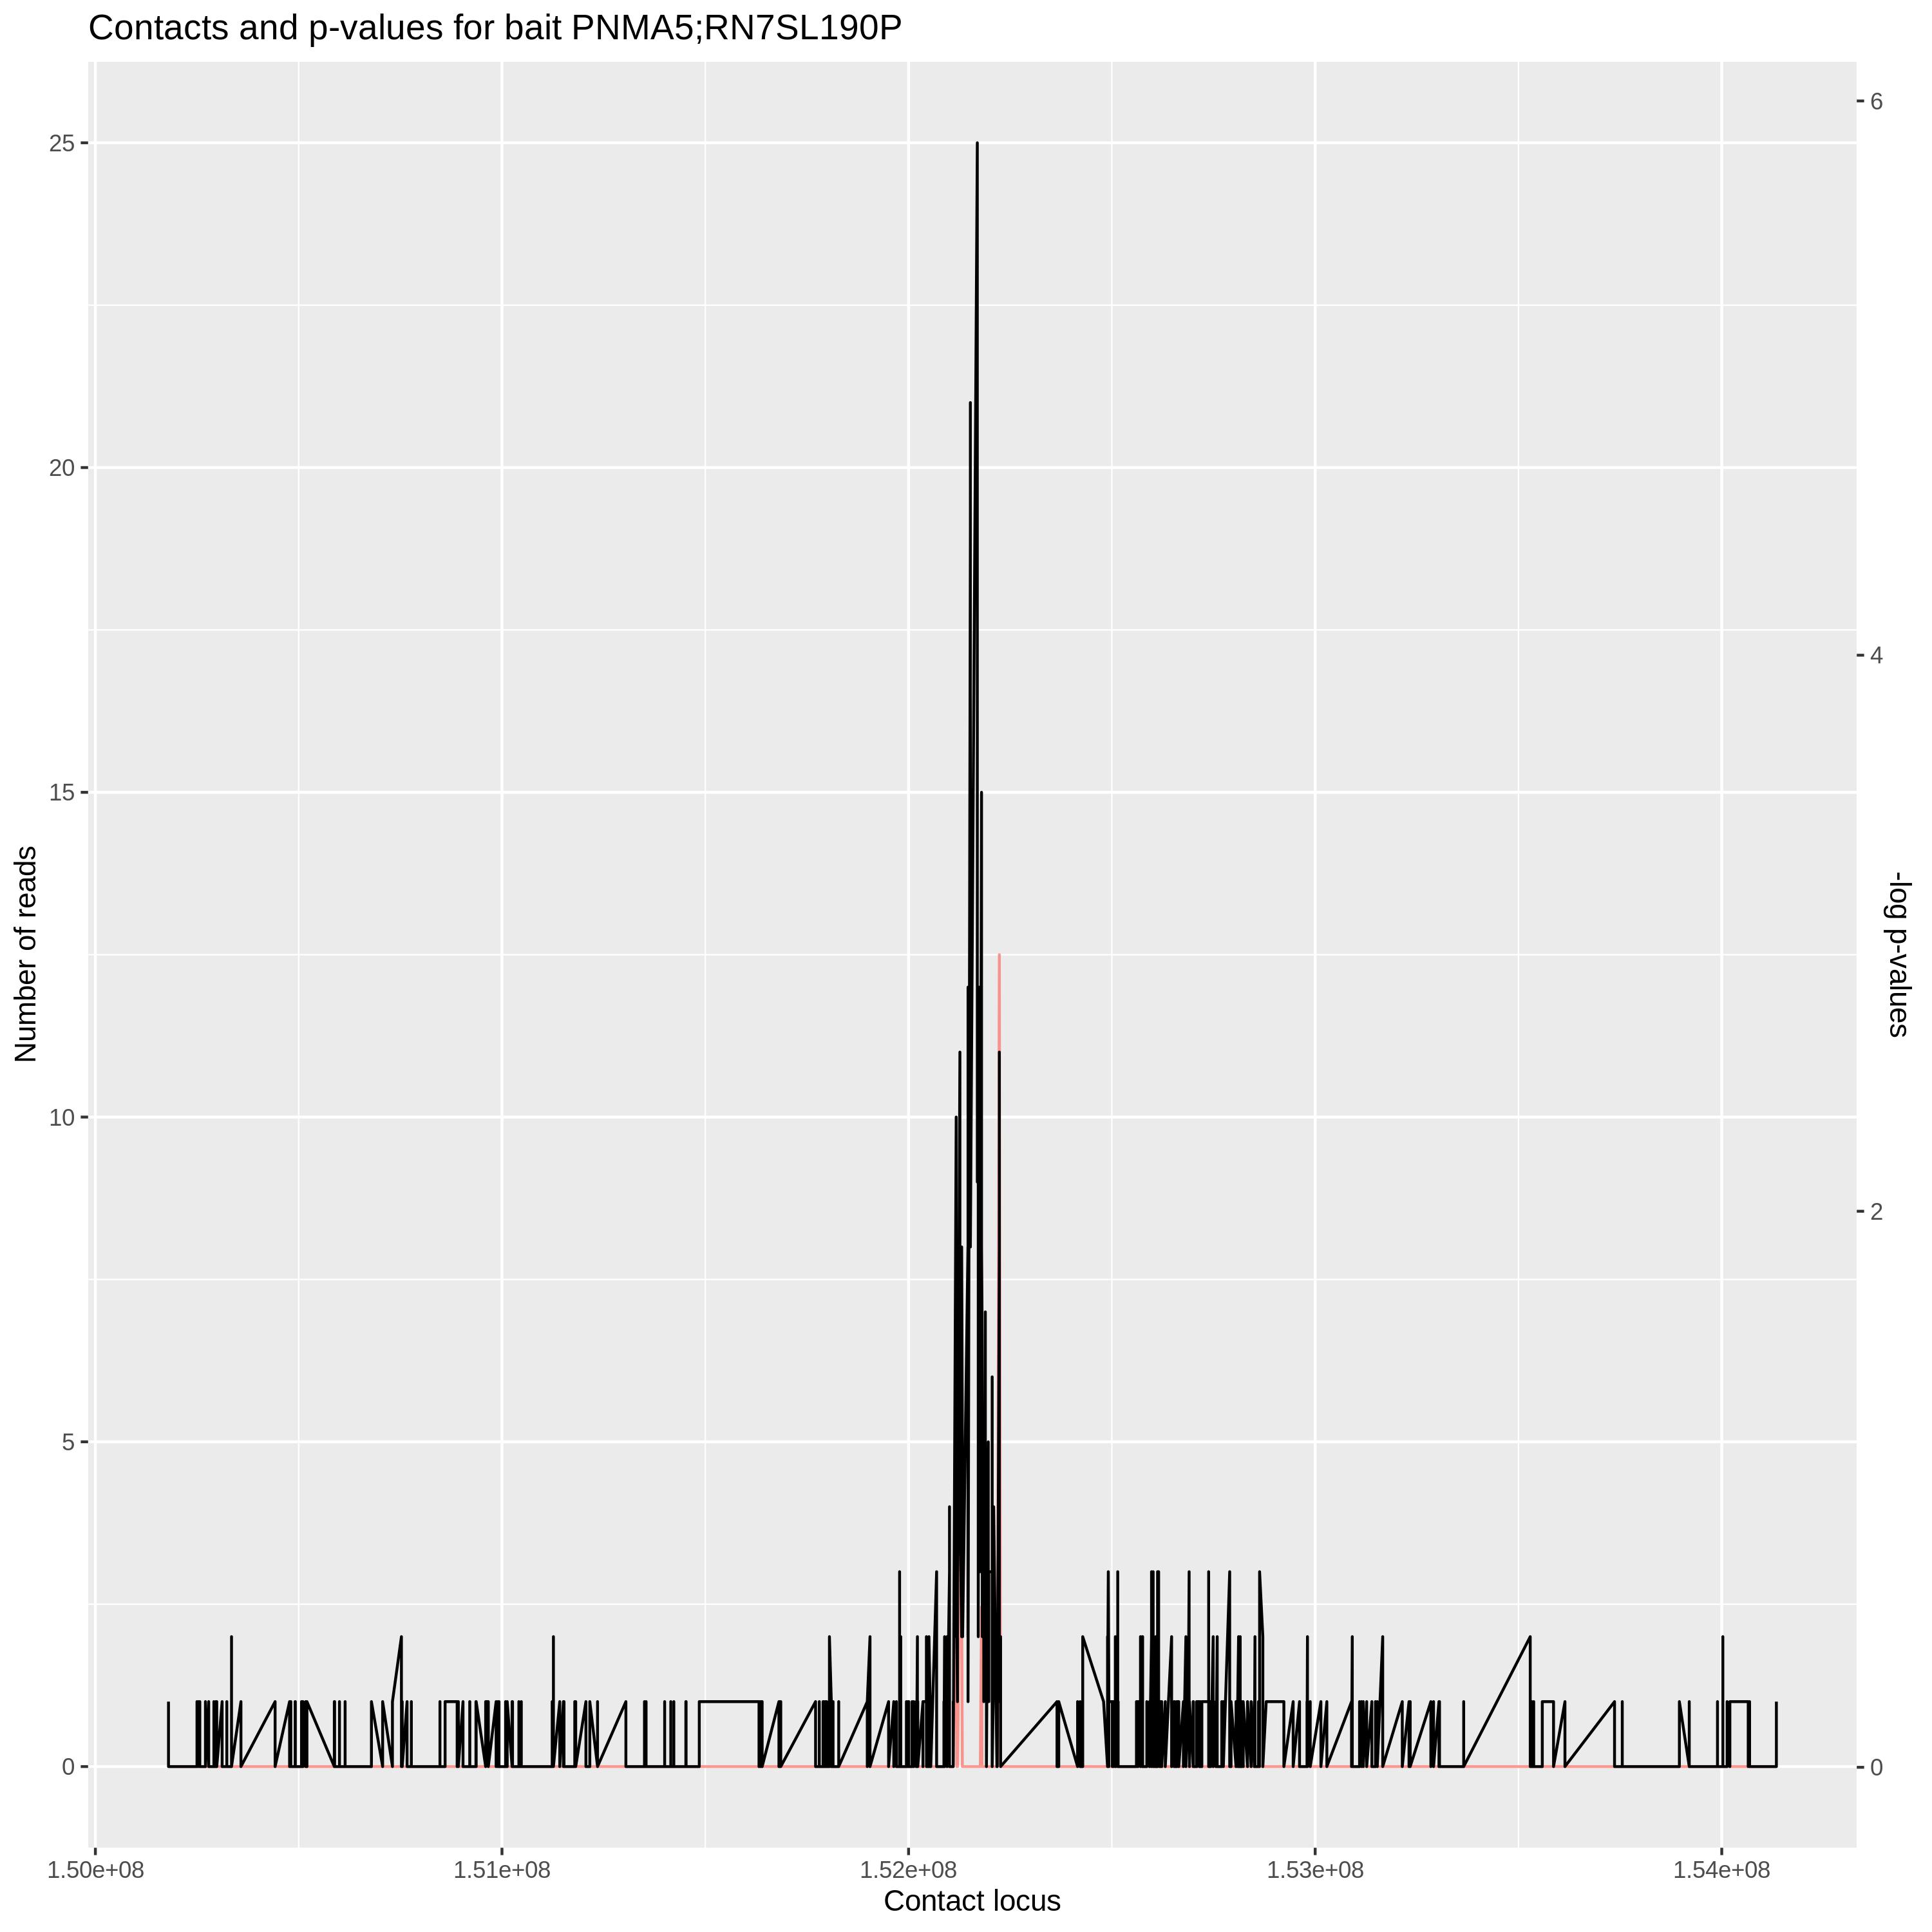 Contacts and p-values for bait PNMA5;RN7SL190P
25
20
15
10
5
0
Number of reads
6
4
2
0
-log p-values
1.50e+08
1.51e+08
1.52e+08
1.53e+08
1.54e+08
Contact locus